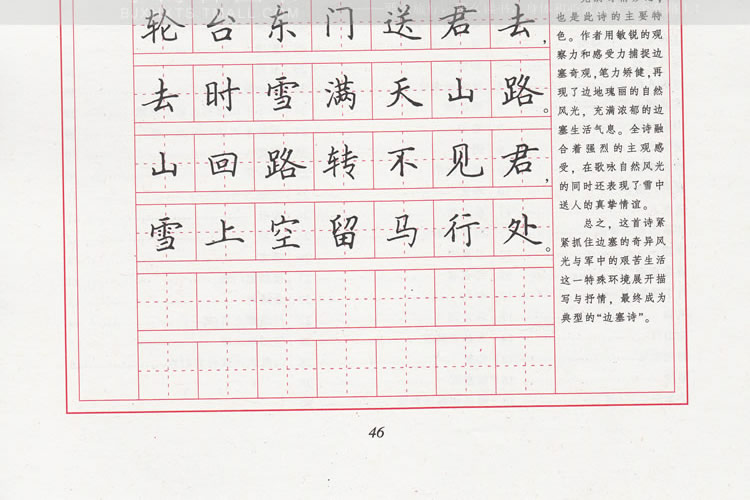 轮台东门送君去，
去时雪满天山路。
山回路转不见君，
雪上空留马行处。
也是此诗的主要特
色。作者用敏锐的观
察力和感受力捕捉边
塞奇观，笔力矫健，再
现了边地瑰丽的自然
风光，充满浓郁的边
塞生活气息。全诗融
合着强烈的主观感
受，在歌咏自然风光
的同时还表现了雪中
送人的真挚情谊。
总之，这首诗紧
紧抓住边塞的奇异风
光与军中的艰苦生活
这一特殊环境展开描
写与抒情，最终成为
典型的“边塞诗”。
46